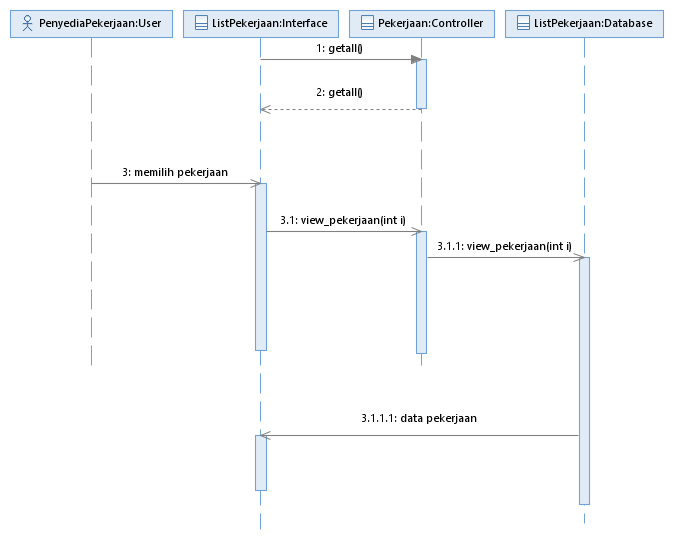 PenyediaPekerjaan:User
ListPekerjaan:Interface
Pekerjaan:Controller
ListPekerjaan:Database
1: getall()
2: getall()
3: memilih pekerjaan
3.1: view_pekerjaan(int i)
3.1.1: view_pekerjaan(int i)
3.1.1.1: data pekerjaan